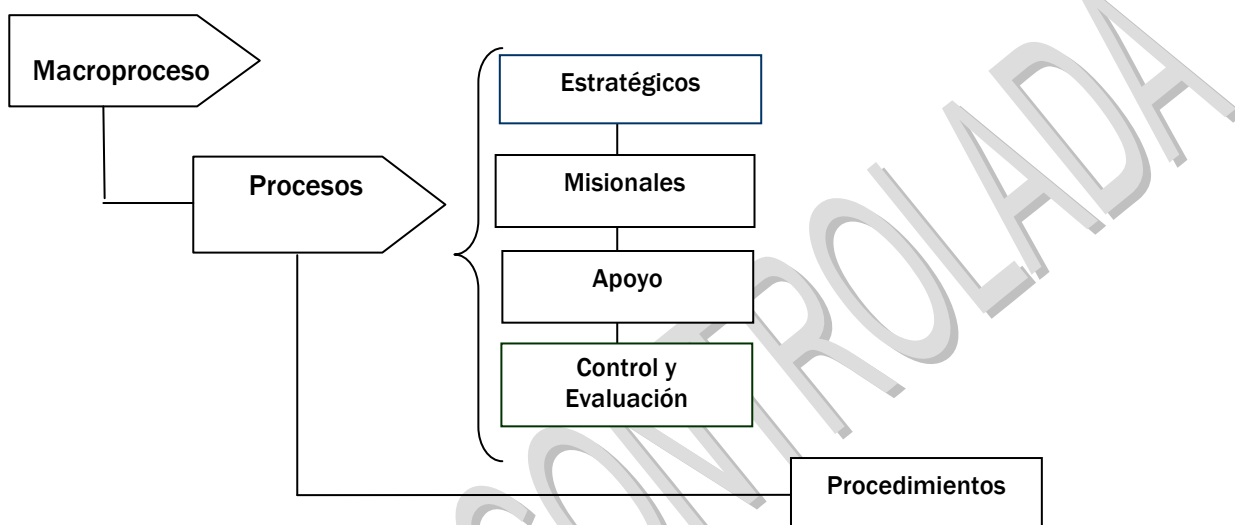 Macroproceso
Estratégicos
Procesos
Misionales
Apoyo
Control y
Evaluación
Procedimientos
CONTROLADA